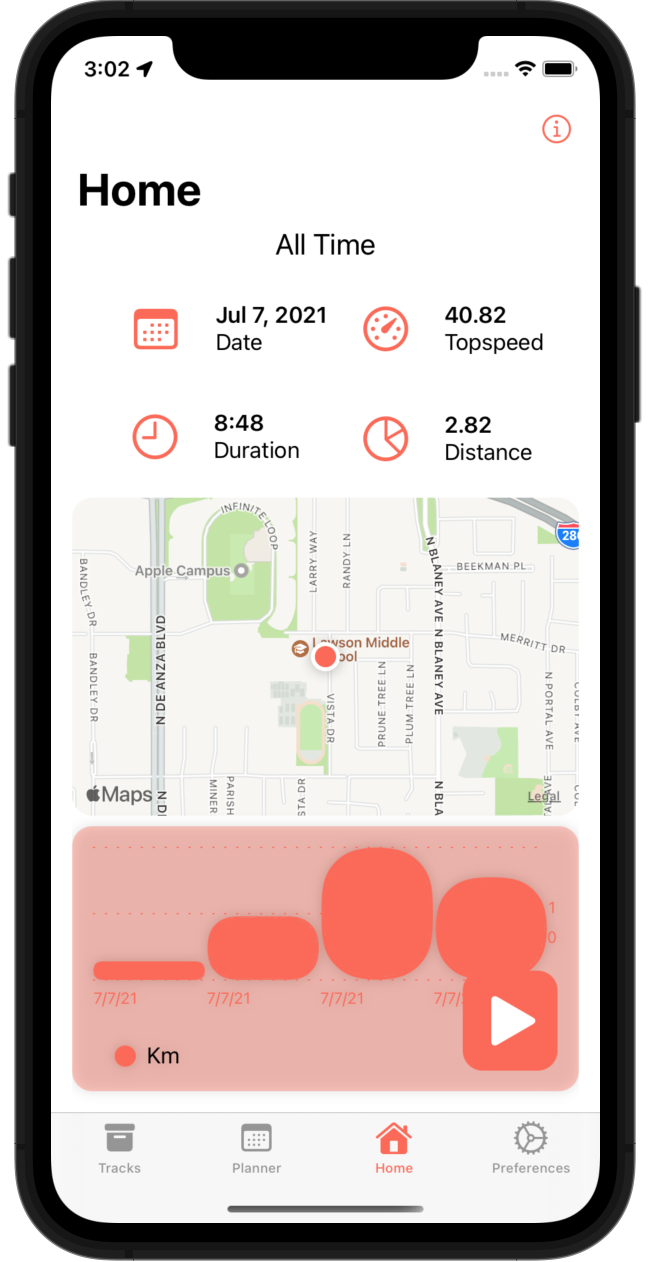 3:02
Home
All Time
Jul 7, 2021
Date
40.82
Topspeed
8:48
Duration
2.82
Distance
INFINITE LOOP
280
Apple Campus
LARRY WAY
RANDY LN
N BLANEY AVE
BEEKMAN PL
BANDLEY DR
N DE ANZA BLVD
Lawson Middle
MERRITT DR
N BLANEY AVE
BANDLEY DR
VISTA DR
PRUNE TREE LN
PLUM TREE LN
N PORTAL AVE
Maps
MINER
PARISH
STA DR
N BLA
Legal
1
0
7/7/21
7/7/21
7/7/21
7/7/
Km
Tracks
Planner
Home
Preferences